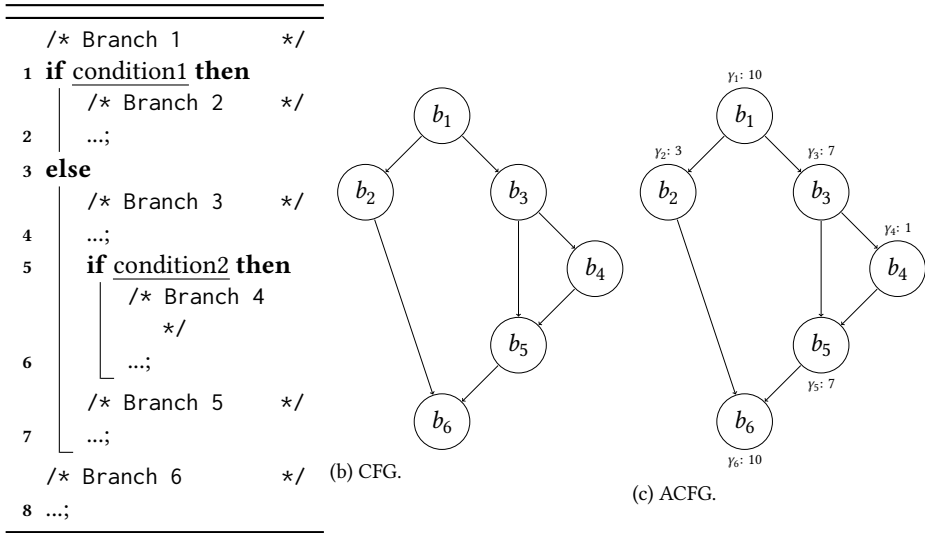 /* Branch 1 */
1 if condition1 then
/* Branch 2 */
2 ...;
3 else
/* Branch 3 */
4 ...;
5 if condition2 then
/* Branch 4
*/
6 ...;
/* Branch 5 */
7 ...;
/* Branch 6 */
8 ...;
b1
b2
b3
b4
b5
b6
(b) CFG.
γ1: 10
b1
γ2: 3
b2
γ3: 7
b3
γ4: 1
b4
b5
γ5: 7
b6
γ6: 10
(c) ACFG.